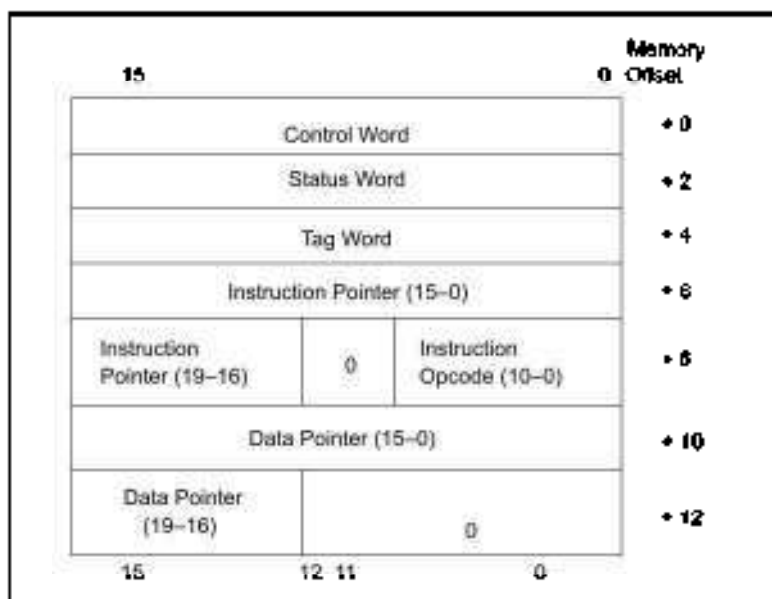 Memory
15 0 Offset
Control Word + 0
Status Word + 2
Tag Word + 4
Instruction Pointer (15–0) + 6
Instruction Pointer (19–16) 0 Instruction Opcode (10–0) + 8
Data Pointer (15–0) + 10
Data Pointer (19–16) 0 + 12
15 12 11 0